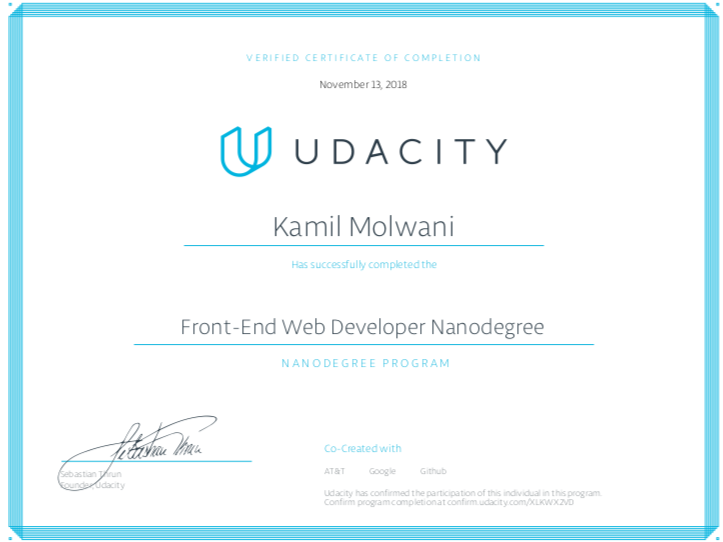 VERIFIED CERTIFICATE OF COMPLETION
November 13, 2018
UDACITY
Kamil Molwani
Has successfully completed the
Front-End Web Developer Nanodegree
NANODEGREE PROGRAM
Sebastian Thrun
Sebastian Thrun
Founder, Udacity
Co-Created with
AT&T Google Github
Udacity has confirmed the participation of this individual in this program.
Confirm program completion at confirm.udacity.com/XLKWX2VD